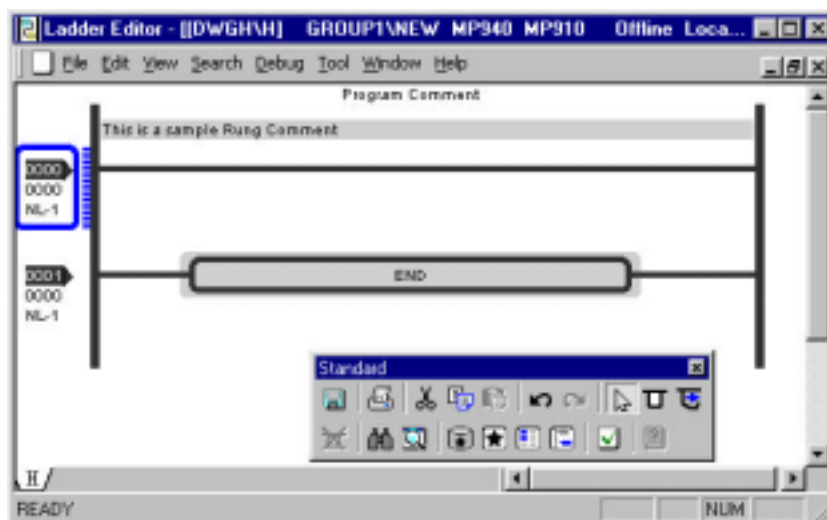 Ladder Editor - [[DWGH\H] GROUP1\NEW MP940 MP910 Offline Loca...
File Edit View Search Debug Tool Window Help
Program Comment
This is a sample Rung Comment
0000
0000
NL-1
END
0001
0000
NL-1
Standard
H
READY
NUM